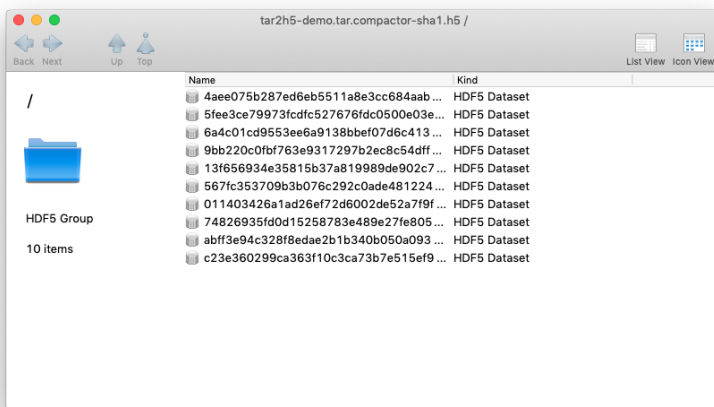 tar2h5-demo.tar.compactor-sha1.h5 /
Back Next Up Top List View Icon View
Name Kind
/
4aee075b287ed6eb5511a8e3cc684aab... HDF5 Dataset
5fee3ce79973fcdfc527676fdc0500e03e... HDF5 Dataset
6a4c01cd9553ee6a9138bbef07d6c413... HDF5 Dataset
9bb220c0fbf763e9317297b2ec8c54dff... HDF5 Dataset
13f656934e35815b37a819989de902c7... HDF5 Dataset
567fc353709b3b076c292c0ade481224... HDF5 Dataset
011403426a1ad26ef72d6002de52a7f9f... HDF5 Dataset
74826935fd0d15258783e489e27fe805... HDF5 Dataset
abff3e94c328f8edae2b1b340b050a093... HDF5 Dataset
c23e360299ca363f10c3ca73b7e515ef9... HDF5 Dataset
HDF5 Group
10 items